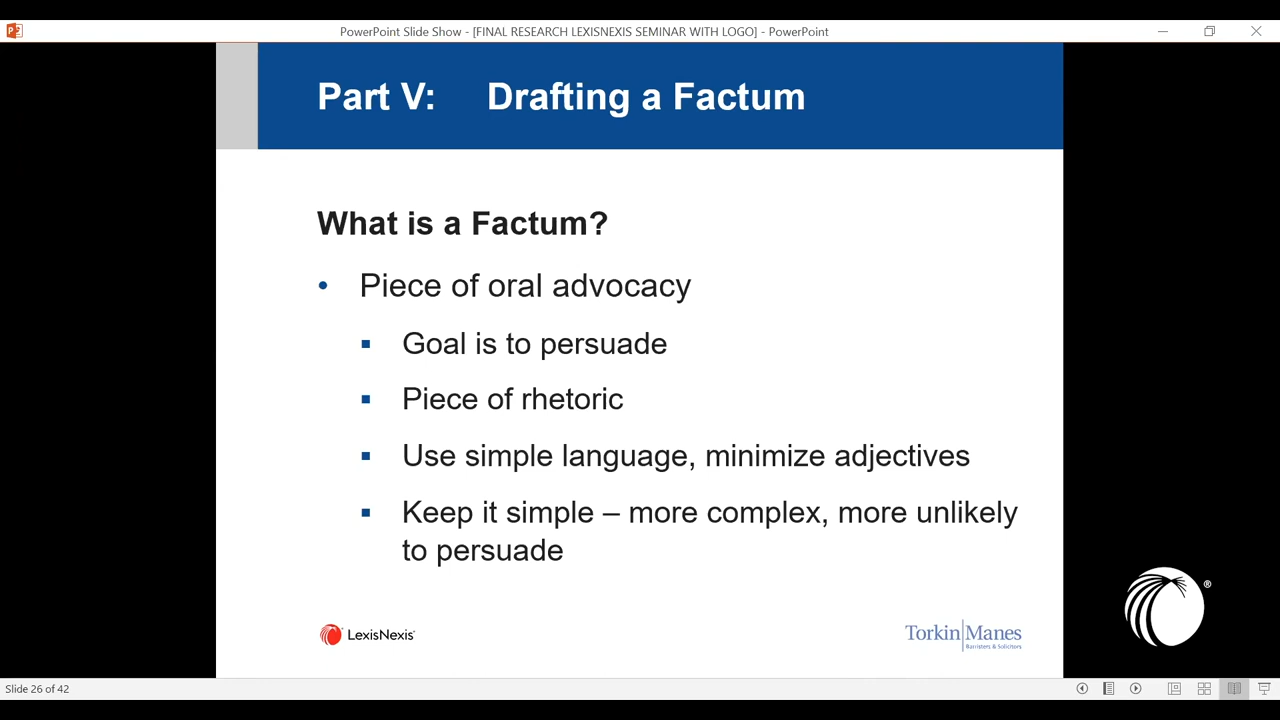 PowerPoint Slide Show - [FINAL RESEARCH LEXISNEXIS SEMINAR WITH LOGO] - PowerPoint
Part V: Drafting a Factum
What is a Factum?
• Piece of oral advocacy
▪ Goal is to persuade
▪ Piece of rhetoric
▪ Use simple language, minimize adjectives
▪ Keep it simple – more complex, more unlikely
to persuade
LexisNexis®
Torkin|Manes
Barristers & Solicitors
®
Slide 26 of 42